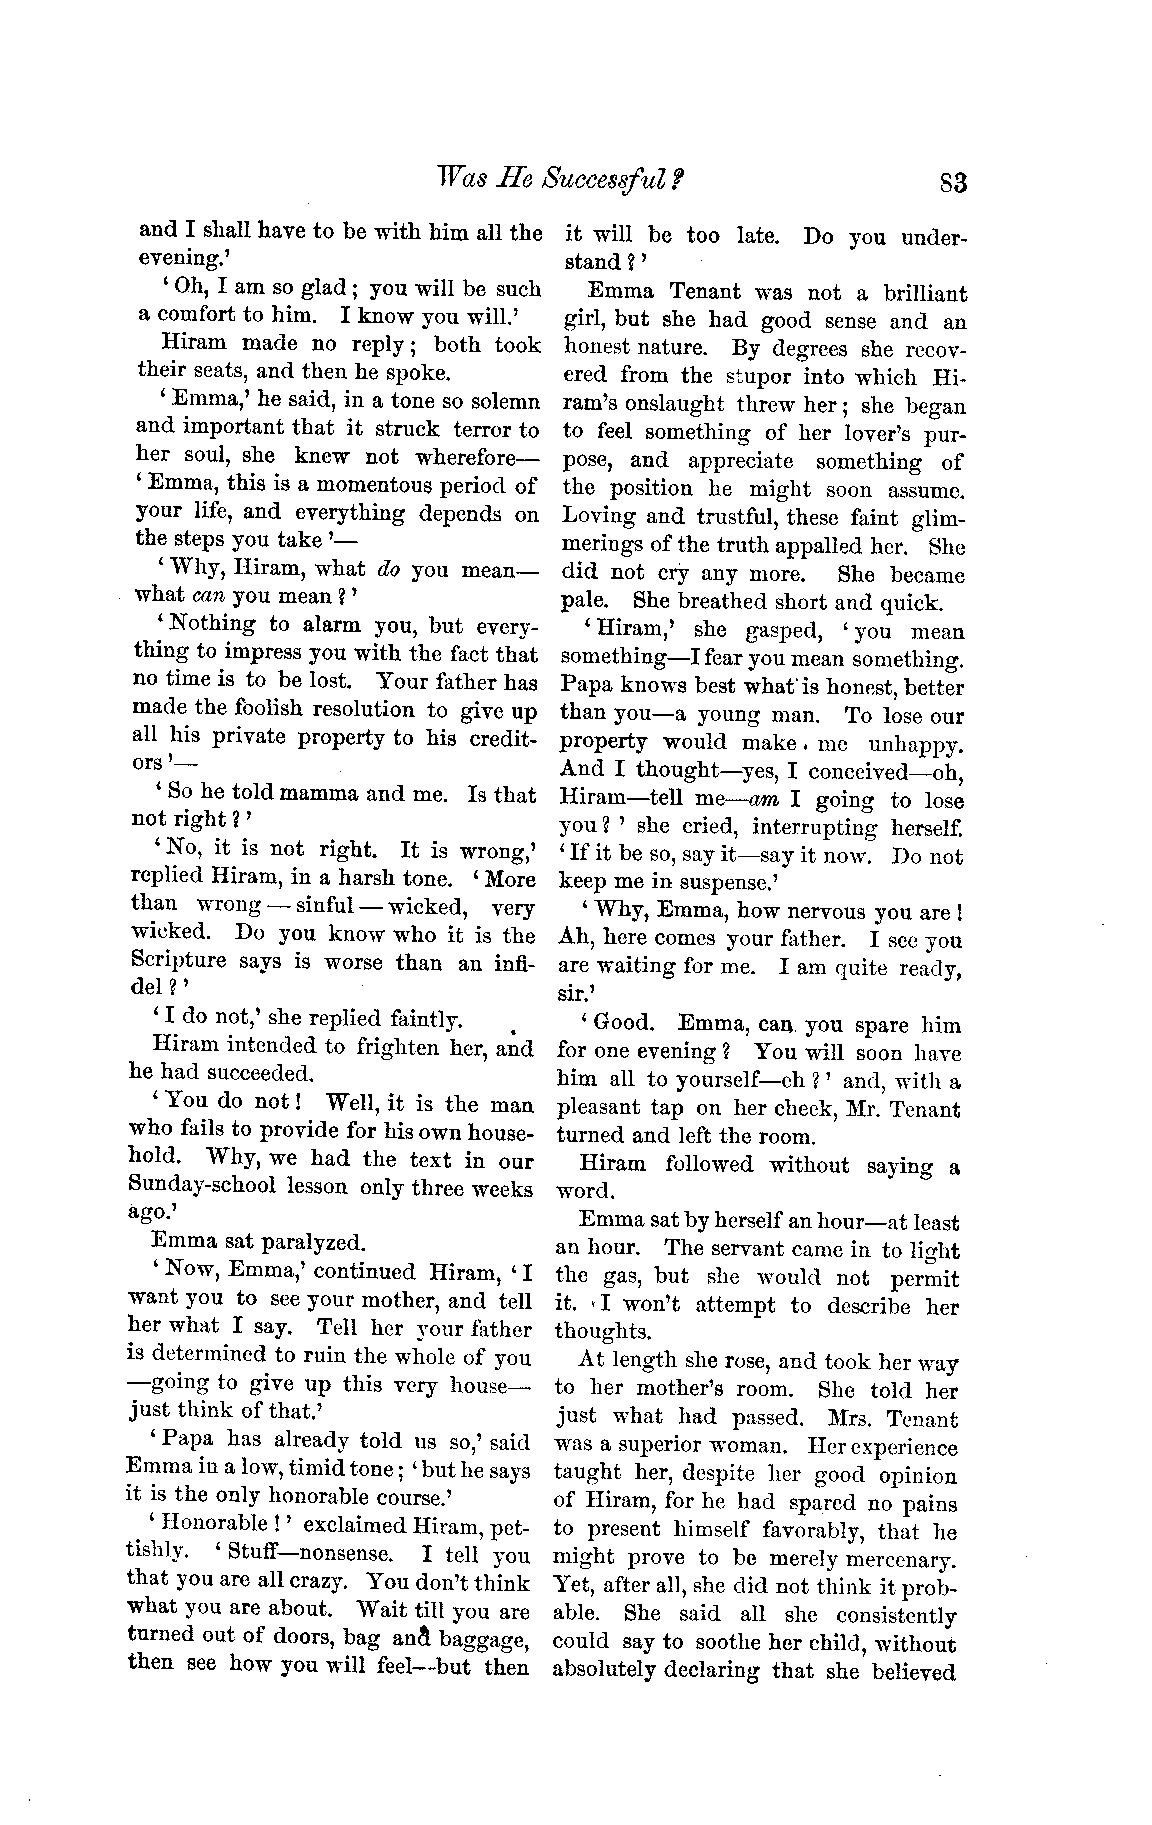 Was He Successful?
83
and I shall have to be with him all the
evening.'
'Oh, I am so glad; you will be such
a comfort to him. I know you will.'
Hiram made no reply; both took
their seats, and then he spoke.
'Emma,' he said, in a tone so solemn
and important that it struck terror to
her soul, she knew not wherefore—
'Emma, this is a momentous period of
your life, and everything depends on
the steps you take'—
'Why, Hiram, what do you mean—
what can you mean?'
'Nothing to alarm you, but every-
thing to impress you with the fact that
no time is to be lost. Your father has
made the foolish resolution to give up
all his private property to his credit-
ors'—
'So he told mamma and me. Is that
not right?'
'No, it is not right. It is wrong,'
replied Hiram, in a harsh tone. 'More
than wrong—sinful—wicked, very
wicked. Do you know who it is the
Scripture says is worse than an infi-
del?'
'I do not,' she replied faintly.
Hiram intended to frighten her, and
he had succeeded.
'You do not! Well, it is the man
who fails to provide for his own house-
hold. Why, we had the text in our
Sunday-school lesson only three weeks
ago.'
Emma sat paralyzed.
'Now, Emma,' continued Hiram, 'I
want you to see your mother, and tell
her what I say. Tell her your father
is determined to ruin the whole of you
—going to give up this very house—
just think of that.'
'Papa has already told us so,' said
Emma in a low, timid tone; 'but he says
it is the only honorable course.'
'Honorable!' exclaimed Hiram, pet-
tishly. 'Stuff—nonsense. I tell you
that you are all crazy. You don't think
what you are about. Wait till you are
turned out of doors, bag and baggage,
then see how you will feel—but then
it will be too late. Do you under-
stand?'
Emma Tenant was not a brilliant
girl, but she had good sense and an
honest nature. By degrees she recov-
ered from the stupor into which Hi-
ram's onslaught threw her; she began
to feel something of her lover's pur-
pose, and appreciate something of
the position he might soon assume.
Loving and trustful, these faint glim-
merings of the truth appalled her. She
did not cry any more. She became
pale. She breathed short and quick.
'Hiram,' she gasped, 'you mean
something—I fear you mean something.
Papa knows best what is honest, better
than you—a young man. To lose our
property would make me unhappy.
And I thought—yes, I conceived—oh,
Hiram—tell me—am I going to lose
you?' she cried, interrupting herself.
'If it be so, say it—say it now. Do not
keep me in suspense.'
'Why, Emma, how nervous you are!
Ah, here comes your father. I see you
are waiting for me. I am quite ready,
sir.'
'Good. Emma, can you spare him
for one evening? You will soon have
him all to yourself—eh?' and, with a
pleasant tap on her cheek, Mr. Tenant
turned and left the room.
Hiram followed without saying a
word.
Emma sat by herself an hour—at least
an hour. The servant came in to light
the gas, but she would not permit
it. I won't attempt to describe her
thoughts.
At length she rose, and took her way
to her mother's room. She told her
just what had passed. Mrs. Tenant
was a superior woman. Her experience
taught her, despite her good opinion
of Hiram, for he had spared no pains
to present himself favorably, that he
might prove to be merely mercenary.
Yet, after all, she did not think it prob-
able. She said all she consistently
could say to soothe her child, without
absolutely declaring that she believed